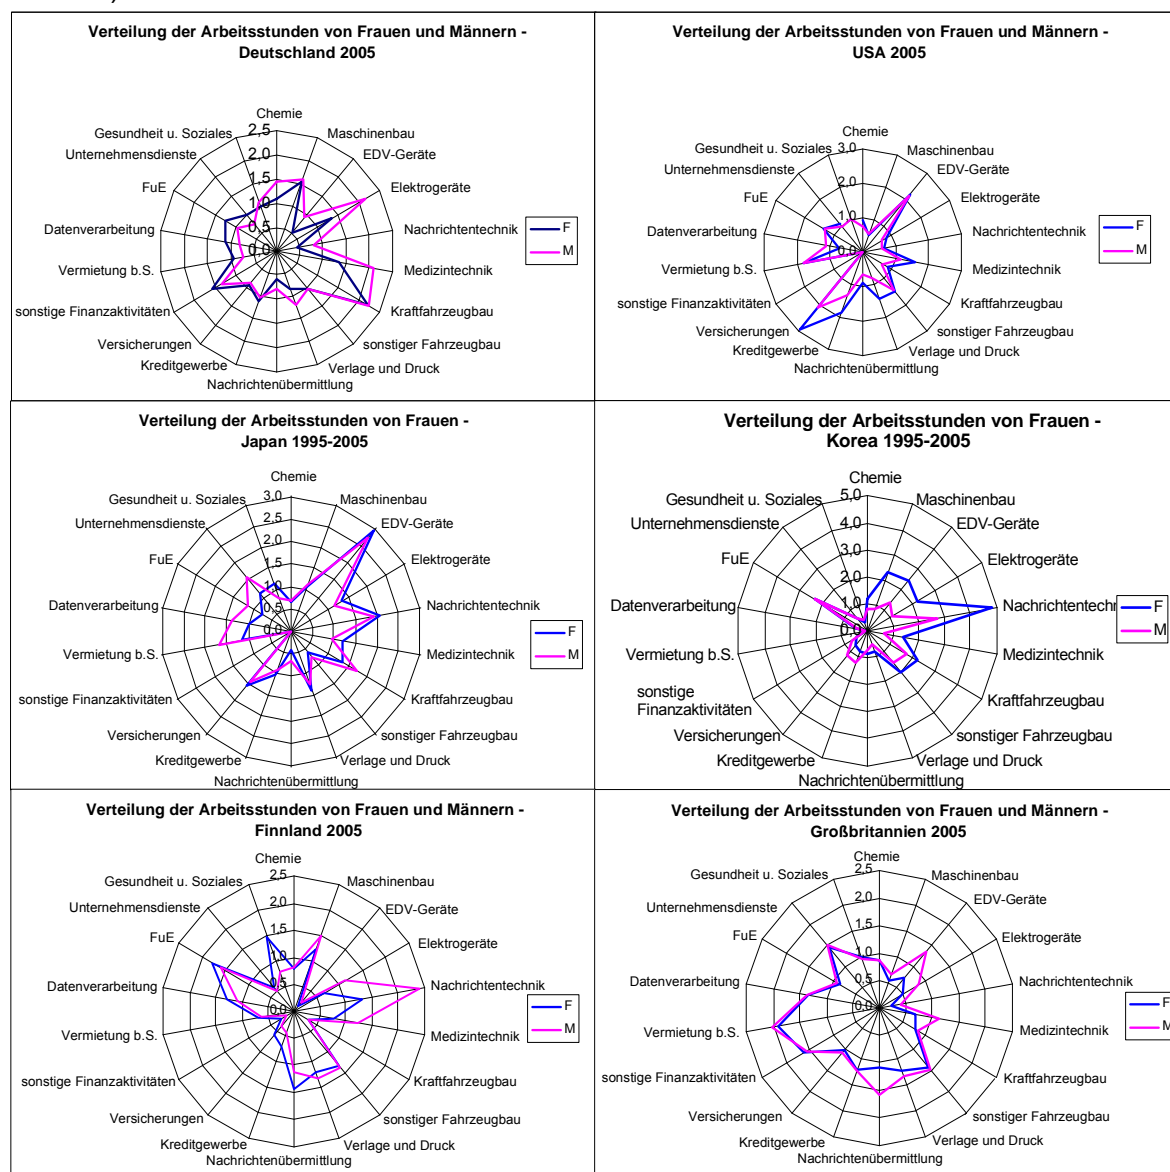 Verteilung der Arbeitsstunden von Frauen und Männern -
Deutschland 2005
Chemie
Gesundheit u. Soziales
2,5
Maschinenbau
Unternehmensdienste
2,0
EDV-Geräte
FuE
1,5
Elektrogeräte
1,0
Datenverarbeitung
0,5
Nachrichtentechnik
0,0
F
M
Vermietung b.S.
Medizintechnik
sonstige Finanzaktivitäten
Kraftfahrzeugbau
Versicherungen
sonstiger Fahrzeugbau
Kreditgewerbe
Verlage und Druck
Nachrichtenübermittlung
Verteilung der Arbeitsstunden von Frauen und Männern -
USA 2005
Chemie
Gesundheit u. Soziales
3,0
Maschinenbau
Unternehmensdienste
EDV-Geräte
2,0
FuE
Elektrogeräte
1,0
Datenverarbeitung
Nachrichtentechnik
0,0
F
M
Vermietung b.S.
Medizintechnik
sonstige Finanzaktivitäten
Kraftfahrzeugbau
Versicherungen
sonstiger Fahrzeugbau
Kreditgewerbe
Verlage und Druck
Nachrichtenübermittlung
Verteilung der Arbeitsstunden von Frauen -
Japan 1995-2005
Chemie
Gesundheit u. Soziales
3,0
Maschinenbau
Unternehmensdienste
2,5
EDV-Geräte
2,0
FuE
1,5
Elektrogeräte
1,0
Datenverarbeitung
0,5
Nachrichtentechnik
0,0
F
M
Vermietung b.S.
Medizintechnik
sonstige Finanzaktivitäten
Kraftfahrzeugbau
Versicherungen
sonstiger Fahrzeugbau
Kreditgewerbe
Verlage und Druck
Nachrichtenübermittlung
Verteilung der Arbeitsstunden von Frauen -
Korea 1995-2005
Chemie
Gesundheit u. Soziales
5,0
Maschinenbau
Unternehmensdienste
4,0
EDV-Geräte
3,0
FuE
Elektrogeräte
2,0
Datenverarbeitung
1,0
Nachrichtentechn
0,0
F
M
Vermietung b.S.
Medizintechnik
sonstige
Finanzaktivitäten
Kraftfahrzeugbau
Versicherungen
sonstiger Fahrzeugbau
Kreditgewerbe
Verlage und Druck
Nachrichtenübermittlung
Verteilung der Arbeitsstunden von Frauen und Männern -
Finnland 2005
Chemie
Gesundheit u. Soziales
2,5
Maschinenbau
Unternehmensdienste
2,0
EDV-Geräte
FuE
1,5
Elektrogeräte
1,0
Datenverarbeitung
0,5
Nachrichtentechnik
0,0
F
M
Vermietung b.S.
Medizintechnik
sonstige Finanzaktivitäten
Kraftfahrzeugbau
Versicherungen
sonstiger Fahrzeugbau
Kreditgewerbe
Verlage und Druck
Nachrichtenübermittlung
Verteilung der Arbeitsstunden von Frauen und Männern -
Großbritannien 2005
Chemie
Gesundheit u. Soziales
2,5
Maschinenbau
Unternehmensdienste
2,0
EDV-Geräte
FuE
1,5
Elektrogeräte
1,0
Datenverarbeitung
0,5
Nachrichtentechnik
0,0
F
M
Vermietung b.S.
Medizintechnik
sonstige Finanzaktivitäten
Kraftfahrzeugbau
Versicherungen
sonstiger Fahrzeugbau
Kreditgewerbe
Verlage und Druck
Nachrichtenübermittlung